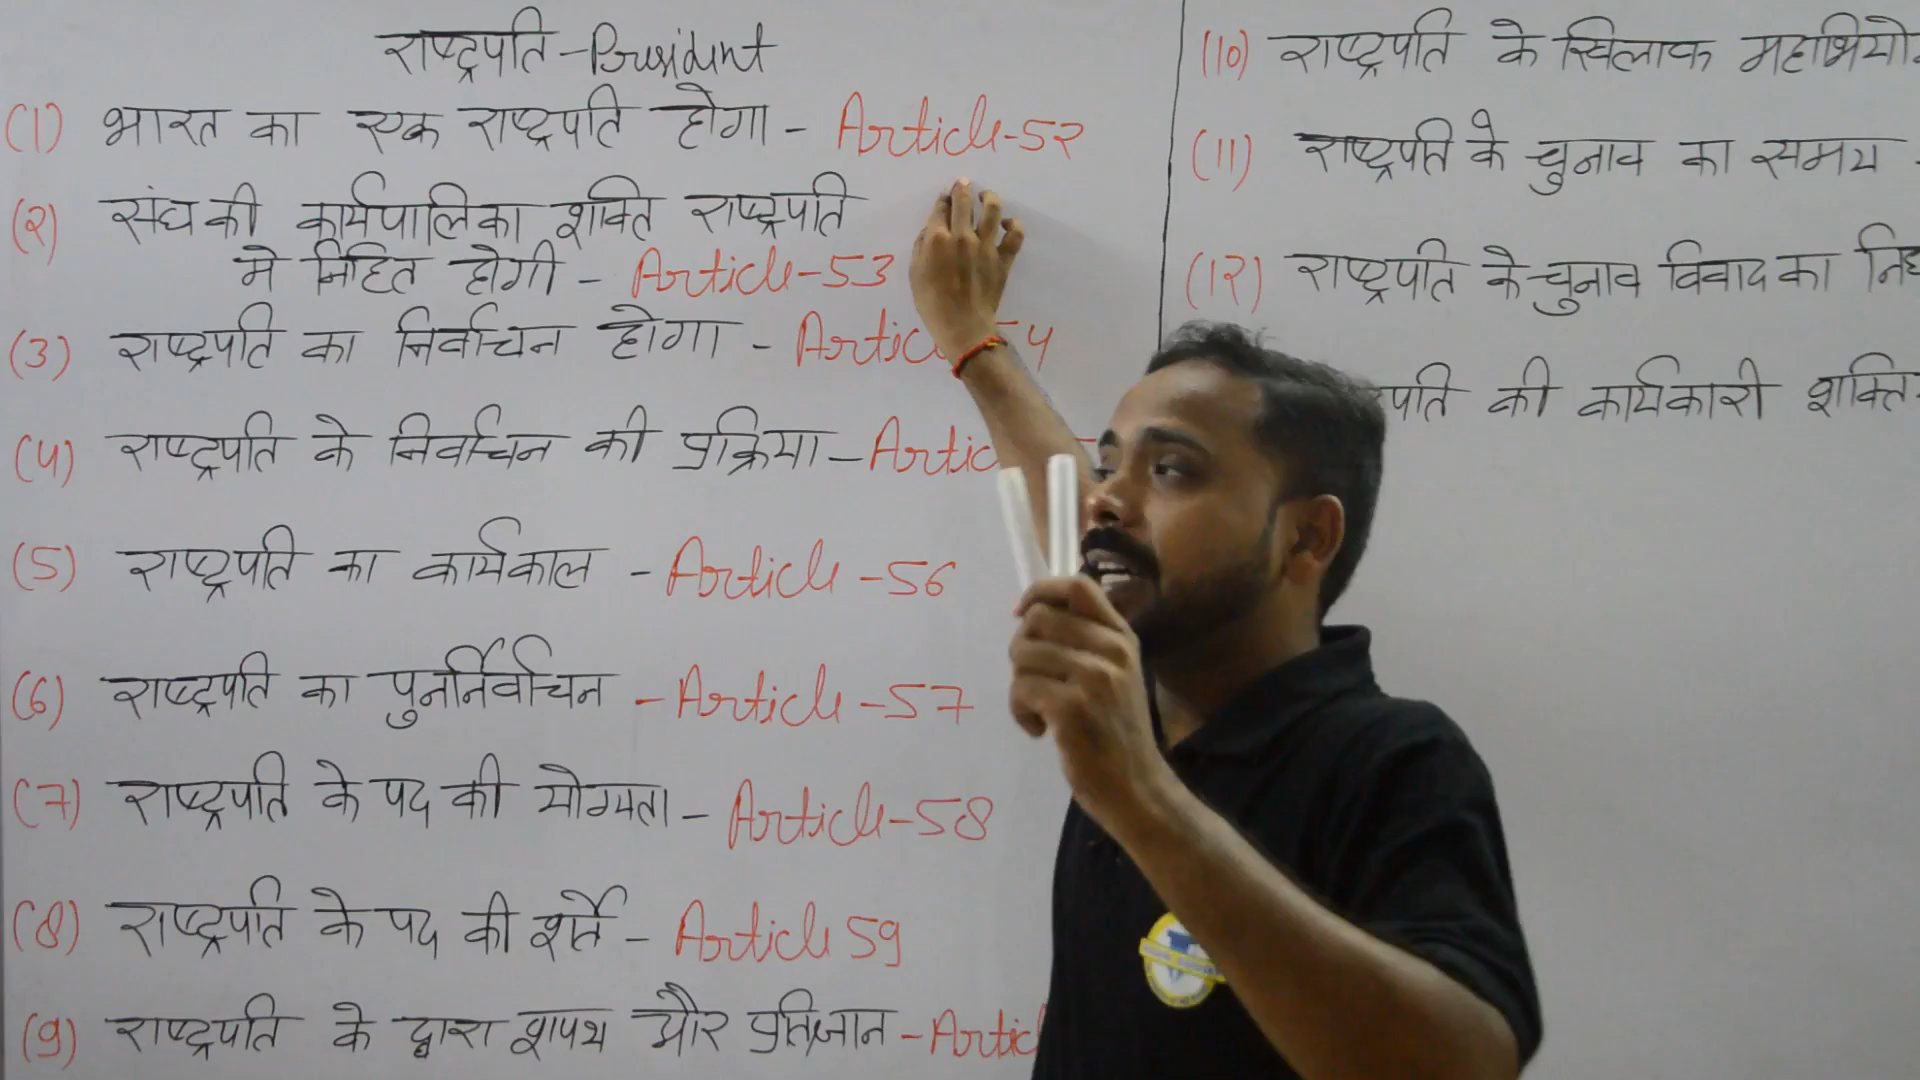 राष्ट्रपति - President
(1) भारत का एक राष्ट्रपति होगा - Article-52
(2) संघ की कार्यपालिका शक्ति राष्ट्रपति
मे निहित होगी - Article-53
(3) राष्ट्रपति का निर्वाचन होगा -
(4) राष्ट्रपति के निर्वाचन की प्रक्रिया -
(5) राष्ट्रपति का कार्यकाल - Article - 56
(6) राष्ट्रपति का पुनर्निर्वाचन - Article - 57
(7) राष्ट्रपति के पद की योग्यता - Article - 58
(8) राष्ट्रपति के पद की शर्ते - Article 59
(9) राष्ट्रपति के द्वारा शपथ और प्रतिज्ञान -
(10) राष्ट्रपति के खिलाफ
(11) राष्ट्रपति के चुनाव का समय -
(12) राष्ट्रपति के चुनाव विवाद का
की कार्यकारी शक्ति